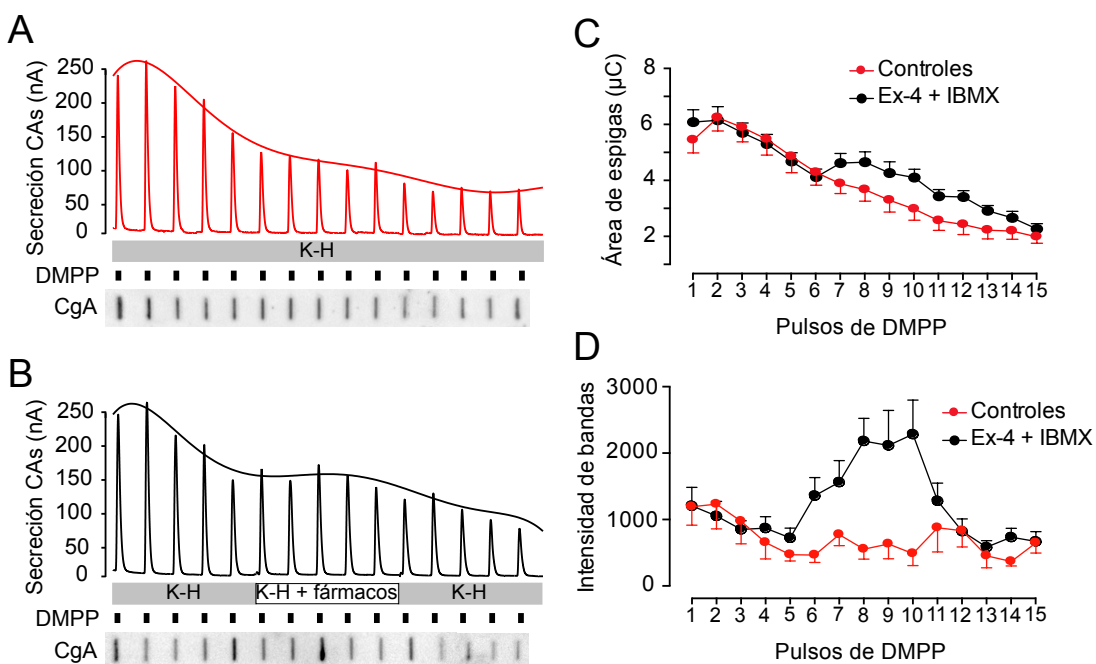 A
Secreción CAs (nA)
250
200
150
100
50
0
K-H
DMPP
CgA
B
Secreción CAs (nA)
250
200
150
100
50
0
K-H
K-H + fármacos
K-H
DMPP
CgA
C
Área de espigas (µC)
8
6
4
2
Controles
Ex-4 + IBMX
1 2 3 4 5 6 7 8 9 10 11 12 13 14 15
Pulsos de DMPP
D
Intensidad de bandas
3000
2000
1000
0
Controles
Ex-4 + IBMX
1 2 3 4 5 6 7 8 9 10 11 12 13 14 15
Pulsos de DMPP